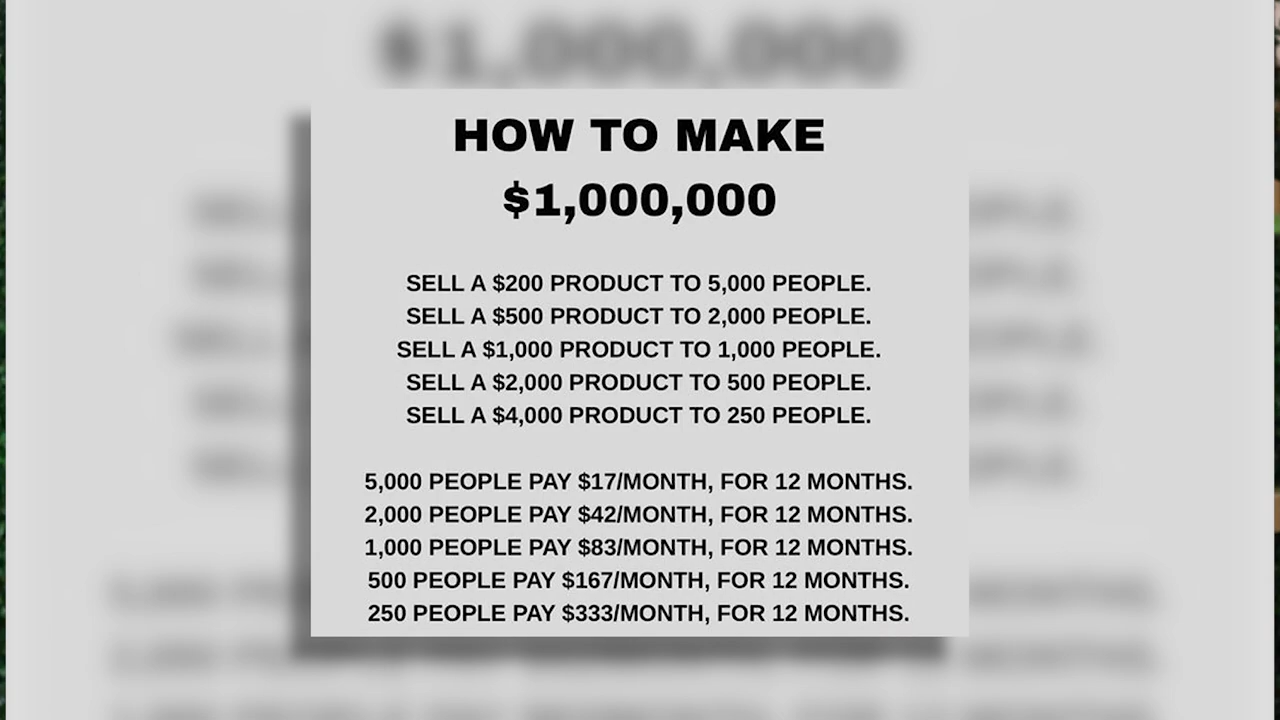 $1,000,000
HOW TO MAKE
$1,000,000
SELL A $200 PRODUCT TO 5,000 PEOPLE.
SELL A $500 PRODUCT TO 2,000 PEOPLE.
SELL A $1,000 PRODUCT TO 1,000 PEOPLE.
SELL A $2,000 PRODUCT TO 500 PEOPLE.
SELL A $4,000 PRODUCT TO 250 PEOPLE.
5,000 PEOPLE PAY $17/MONTH, FOR 12 MONTHS.
2,000 PEOPLE PAY $42/MONTH, FOR 12 MONTHS.
1,000 PEOPLE PAY $83/MONTH, FOR 12 MONTHS.
500 PEOPLE PAY $167/MONTH, FOR 12 MONTHS.
250 PEOPLE PAY $333/MONTH, FOR 12 MONTHS.